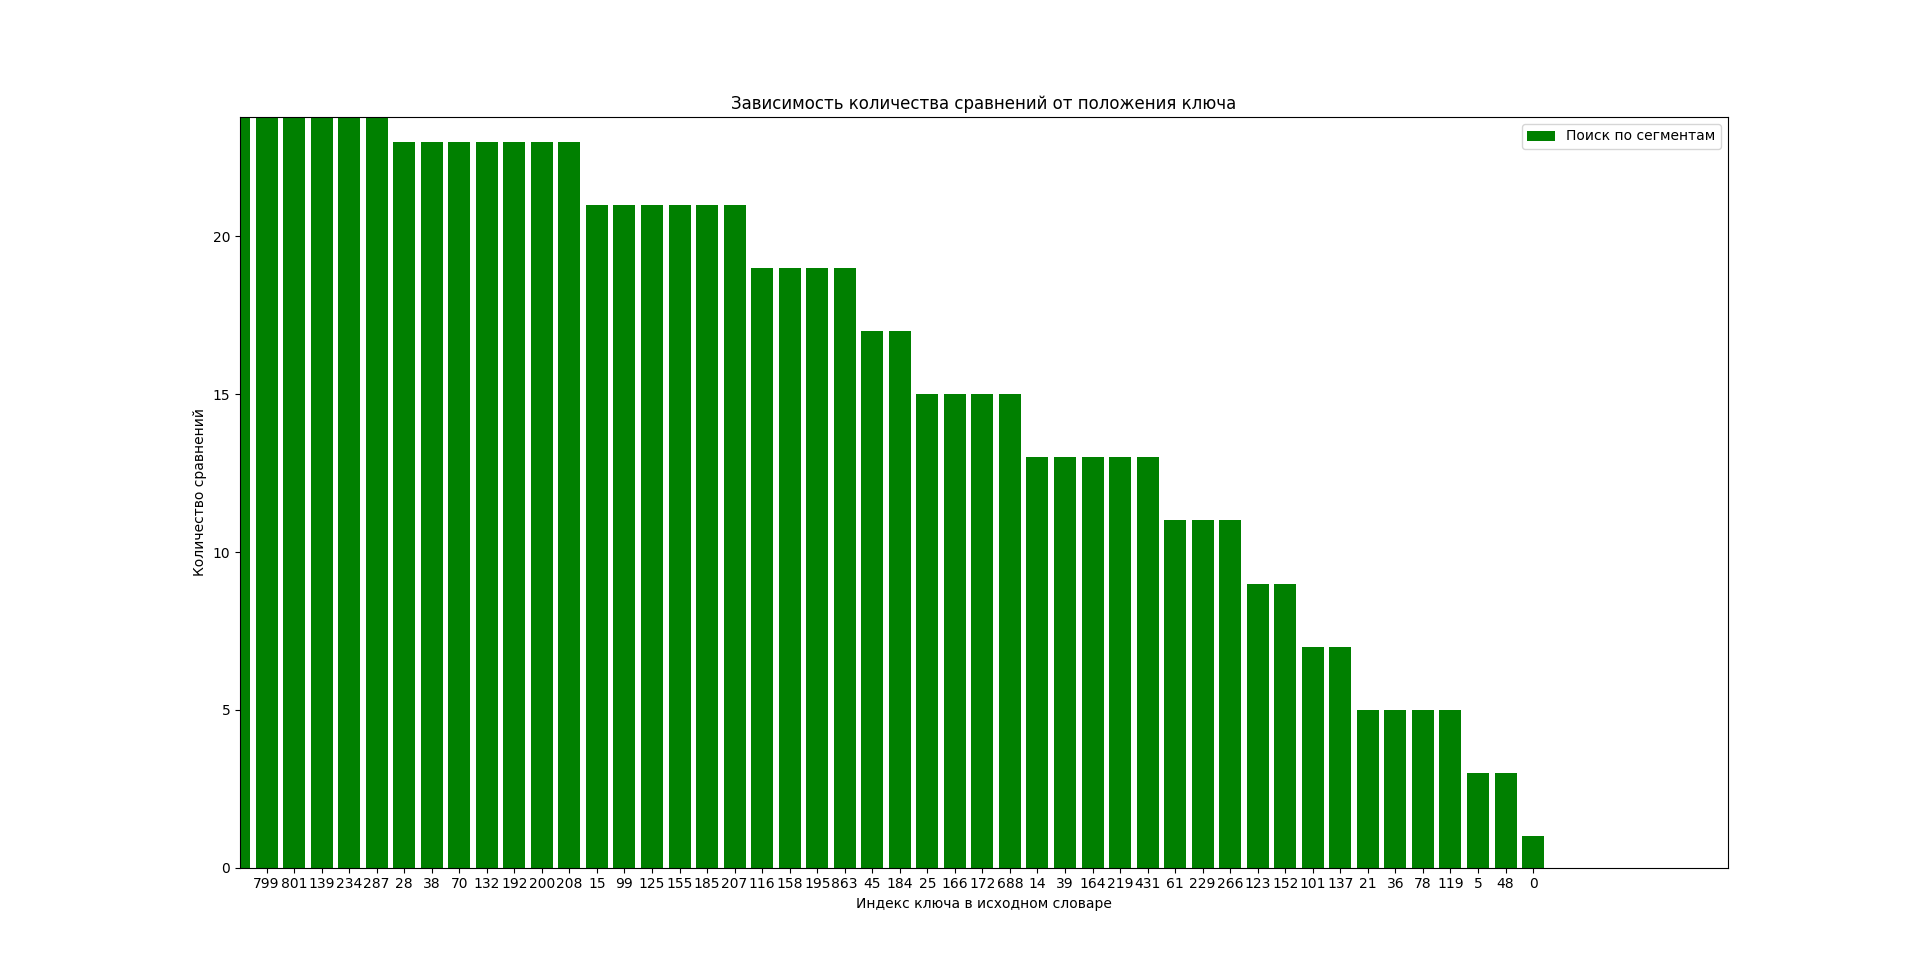 Зависимость количества сравнений от положения ключа
Поиск по сегментам
Количество сравнений
20
15
10
5
0
799 801 139 234 287 28 38 70 132 192 200 208 15 99 125 155 185 207 116 158 195 863 45 184 25 166 172 688 14 39 164 219 431 61 229 266 123 152 101 137 21 36 78 119 5 48 0
Индекс ключа в исходном словаре